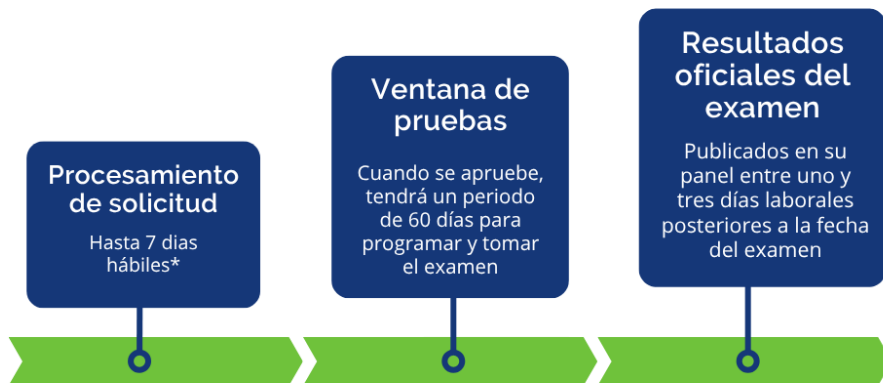 Procesamiento
de solicitud
Hasta 7 dias
hábiles*
Ventana de
pruebas
Cuando se apruebe,
tendrá un periodo
de 60 días para
programar y tomar
el examen
Resultados
oficiales del
examen
Publicados en su
panel entre uno y
tres días laborales
posteriores a la fecha
del examen